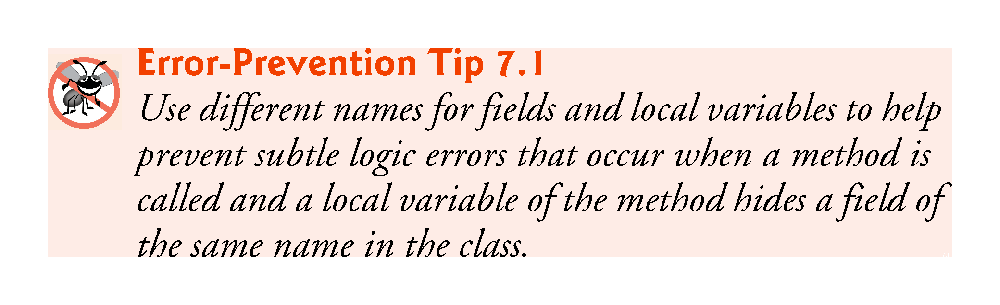 Error-Prevention Tip 7.1
Use different names for fields and local variables to help
prevent subtle logic errors that occur when a method is
called and a local variable of the method hides a field of
the same name in the class.